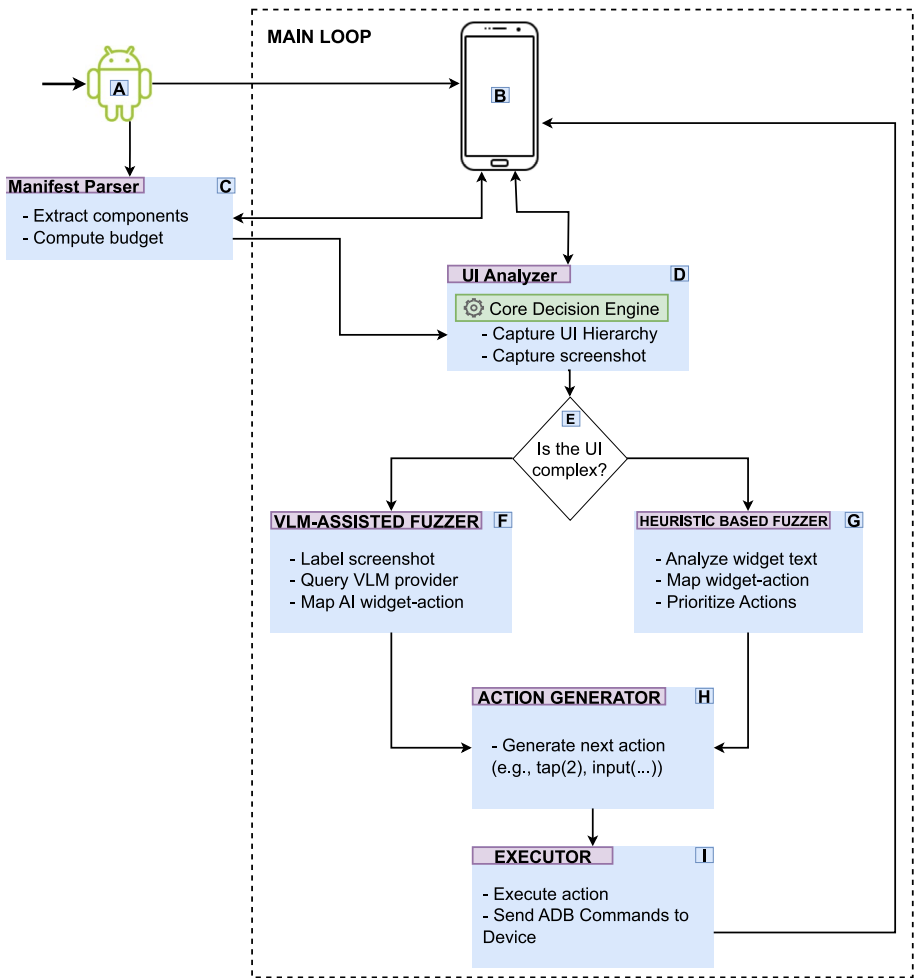 MAIN LOOP
A
B
Manifest Parser
C
- Extract components
- Compute budget
UI Analyzer
D
Core Decision Engine
- Capture UI Hierarchy
- Capture screenshot
E
Is the UI
complex?
VLM-ASSISTED FUZZER
F
- Label screenshot
- Query VLM provider
- Map AI widget-action
HEURISTIC BASED FUZZER
G
- Analyze widget text
- Map widget-action
- Prioritize Actions
ACTION GENERATOR
H
- Generate next action
(e.g., tap(2), input(...))
EXECUTOR
I
- Execute action
- Send ADB Commands to
Device